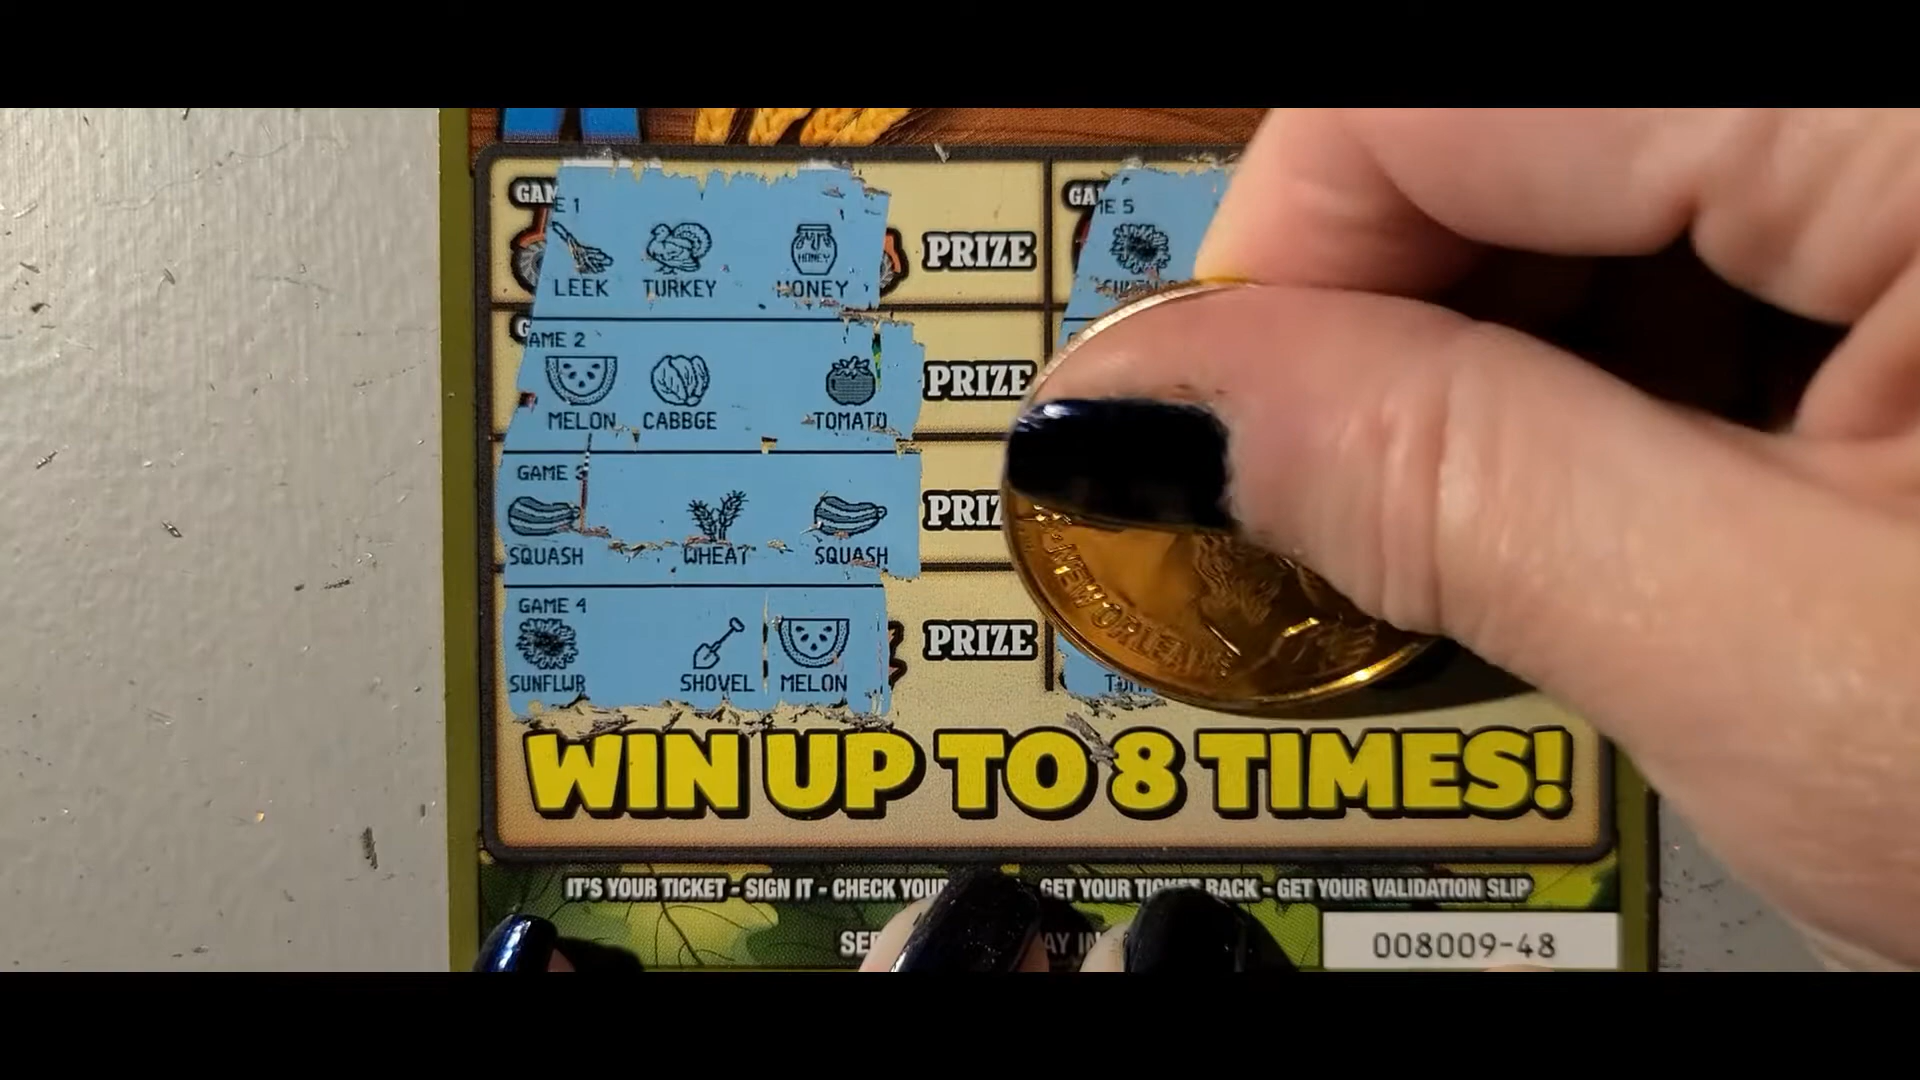 GAME 1
HONEY
LEEK TURKEY HONEY
PRIZE
GAME 2
MELON CABBGE TOMATO
PRIZE
GAME 3
SQUASH WHEAT SQUASH
GAME 4
SUNFLWR SHOVEL MELON
PRIZE
NEW ORLEANS
WIN UP TO 8 TIMES!
IT'S YOUR TICKET - SIGN IT - CHECK YOUR GET YOUR TICKET BACK - GET YOUR VALIDATION SLIP
008009-48